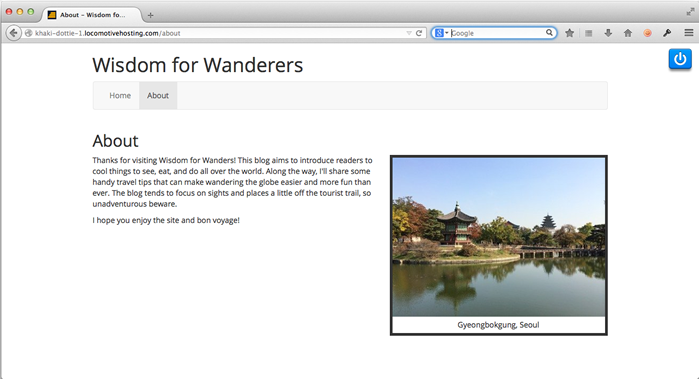 About – Wisdom fo...
khaki-dottie-1.locomotivehosting.com/about
Google
Wisdom for Wanderers
Home
About
About
Thanks for visiting Wisdom for Wanders! This blog aims to introduce readers to
cool things to see, eat, and do all over the world. Along the way, I'll share some
handy travel tips that can make wandering the globe easier and more fun than
ever. The blog tends to focus on sights and places a little off the tourist trail, so
unadventurous beware.
I hope you enjoy the site and bon voyage!
Gyeongbokgung, Seoul